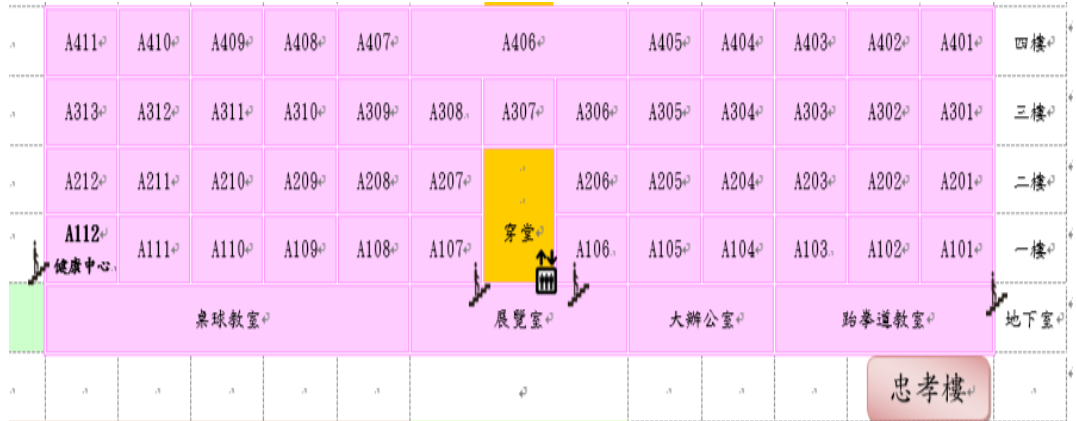 A411 A410 A409 A408 A407 A406 A405 A404 A403 A402 A401 四樓
A313 A312 A311 A310 A309 A308 A307 A306 A305 A304 A303 A302 A301 三樓
A212 A211 A210 A209 A208 A207 A206 A205 A204 A203 A202 A201 二樓
A112 A111 A110 A109 A108 A107 穿堂 A106 A105 A104 A103 A102 A101 一樓
健康中心
桌球教室 展覽室 大辦公室 跆拳道教室 地下室
忠孝樓